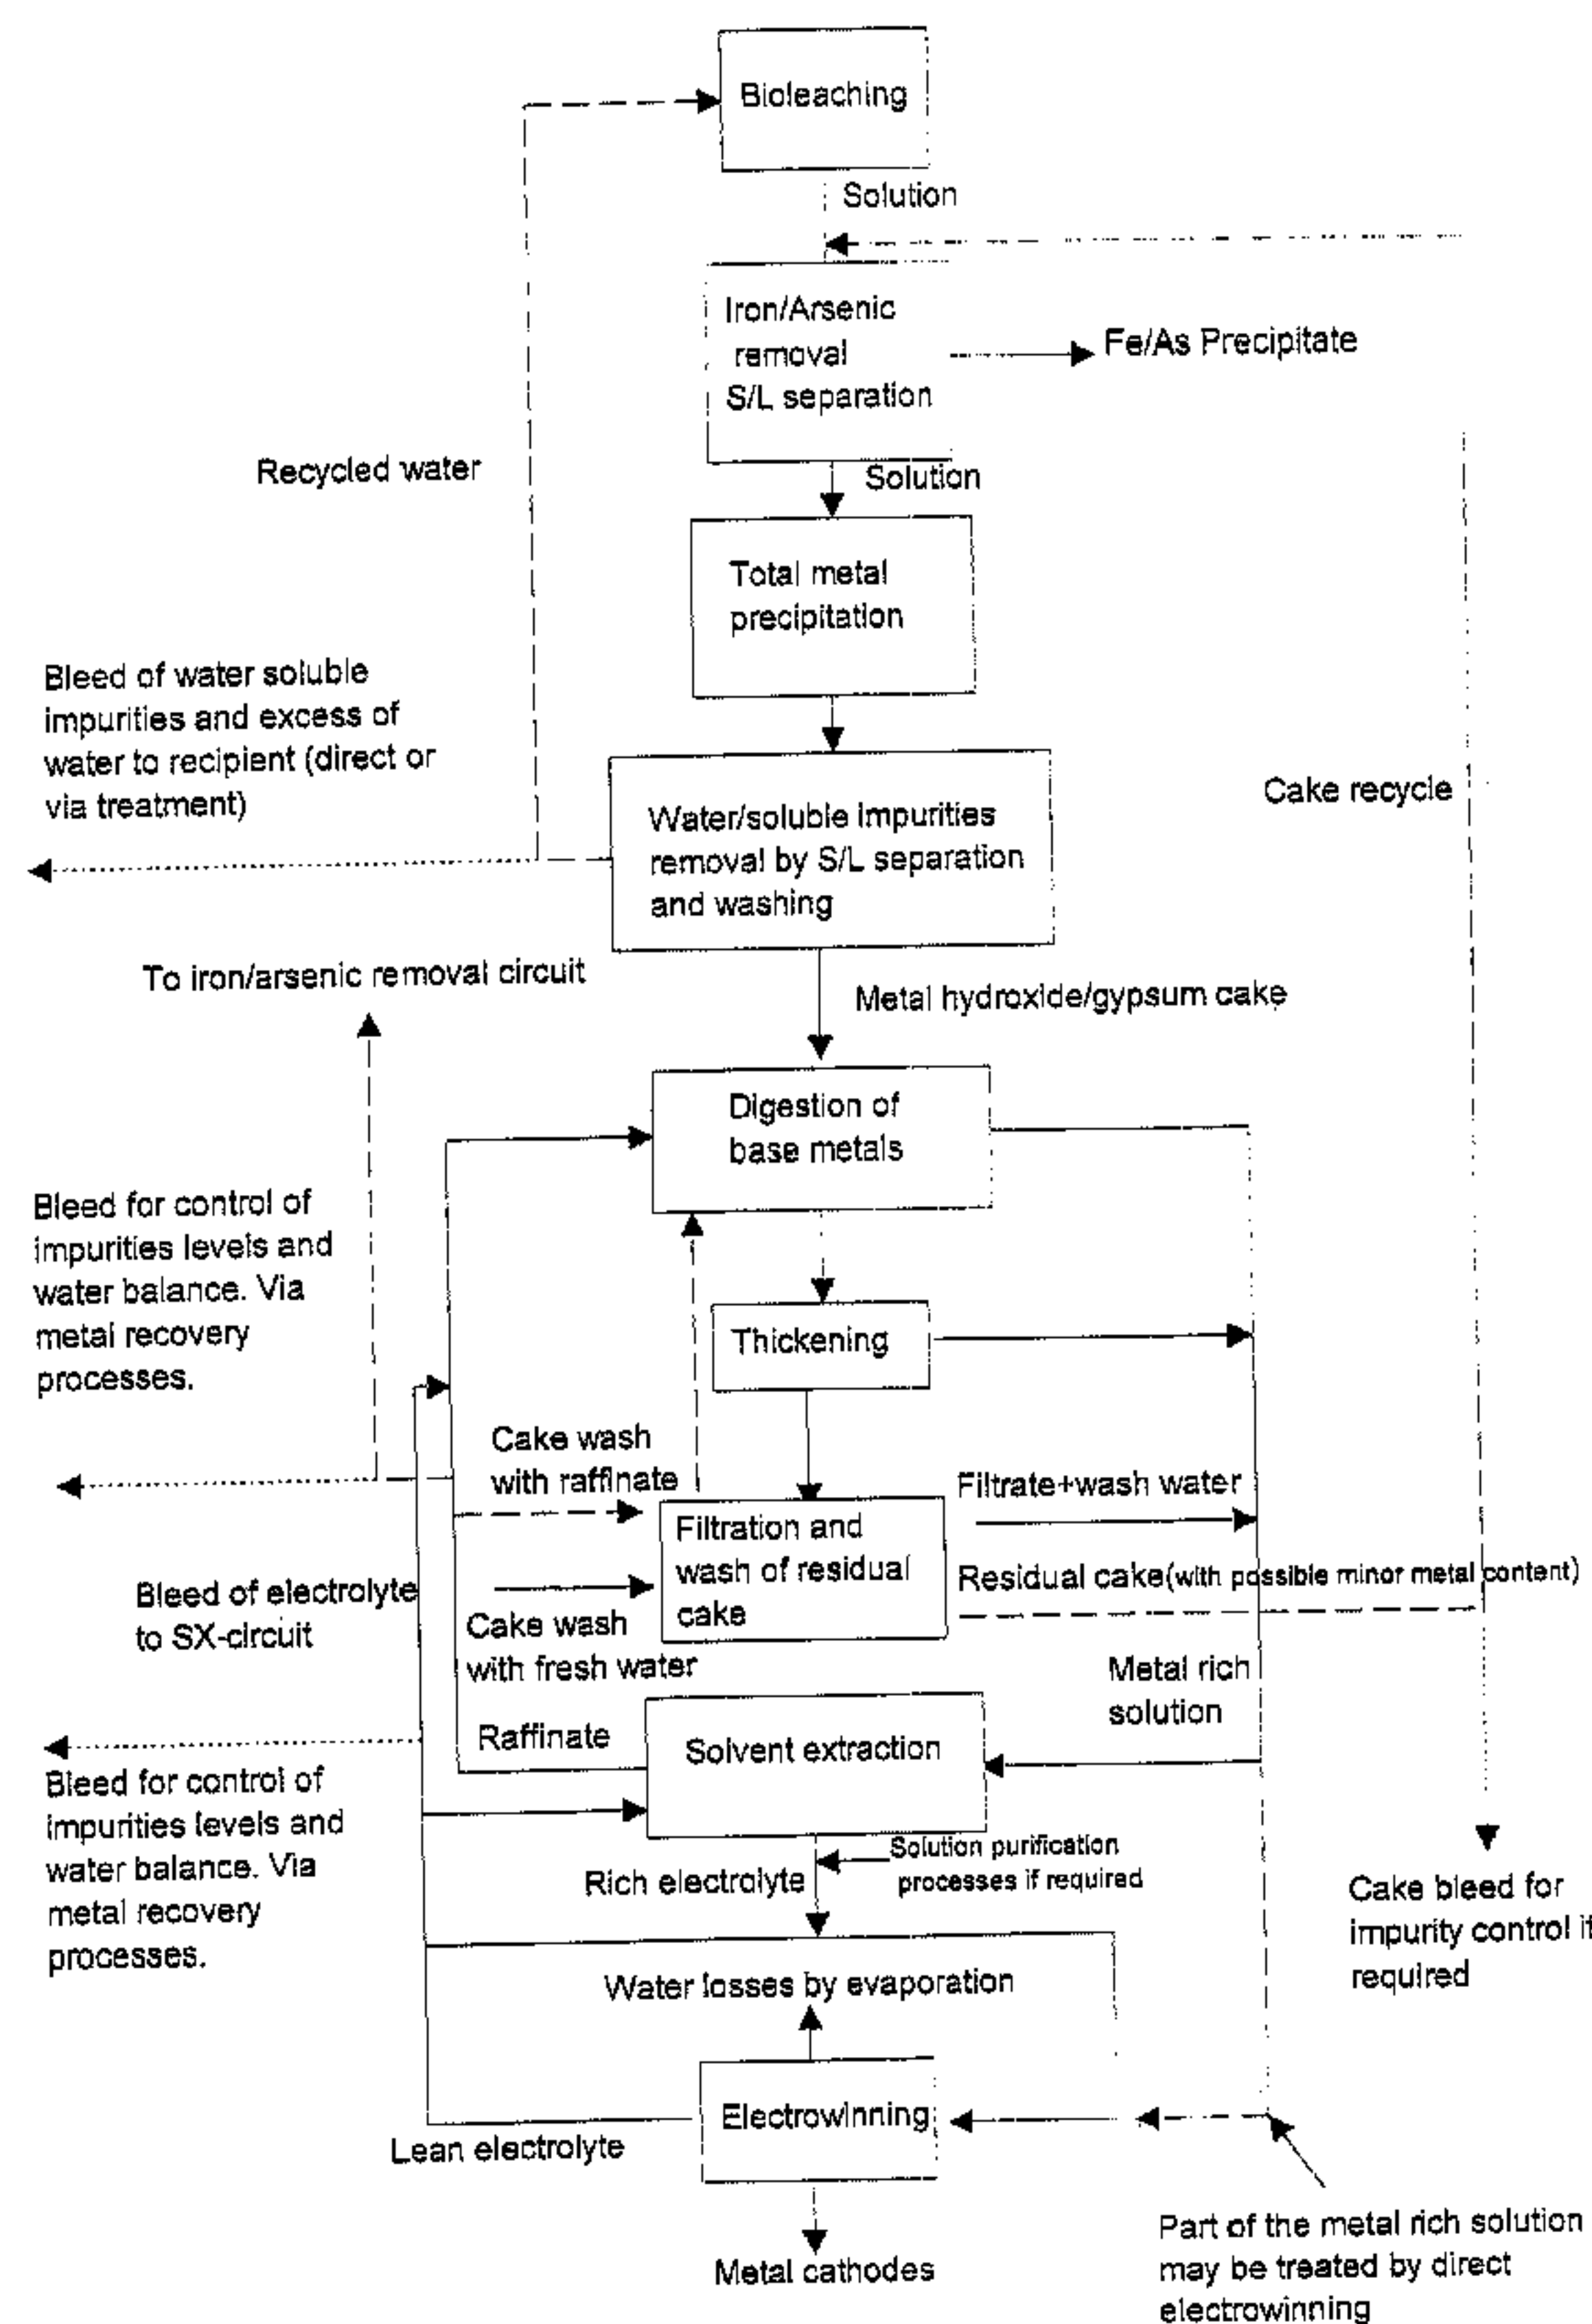 Bioleaching
Solution
Iron/Arsenic
removal
S/L separation
Fe/As Precipitate
Recycled water
Solution
Total metal
precipitation
Bleed of water soluble
impurities and excess of
water to recipient (direct or
via treatment)
Cake recycle
Water/soluble impurities
removal by S/L separation
and washing
To iron/arsenic removal circuit
Metal hydroxide/gypsum cake
Digestion of
base metals
Bleed for control of
impurities levels and
water balance. Via
metal recovery
processes.
Thickening
Cake wash
with raffinate
Filtrate+wash water
Filtration and
wash of residual
cake
Residual cake(with possible minor metal content)
Bleed of electrolyte
to SX-circuit
Cake wash
with fresh water
Metal rich
solution
Raffinate
Solvent extraction
Bleed for control of
impurities levels and
water balance. Via
metal recovery
processes.
Solution purification
processes if required
Rich electrolyte
Cake bleed for
impurity control if
required
Water losses by evaporation
Electrowinning
Lean electrolyte
Metal cathodes
Part of the metal rich solution
may be treated by direct
electrowinning